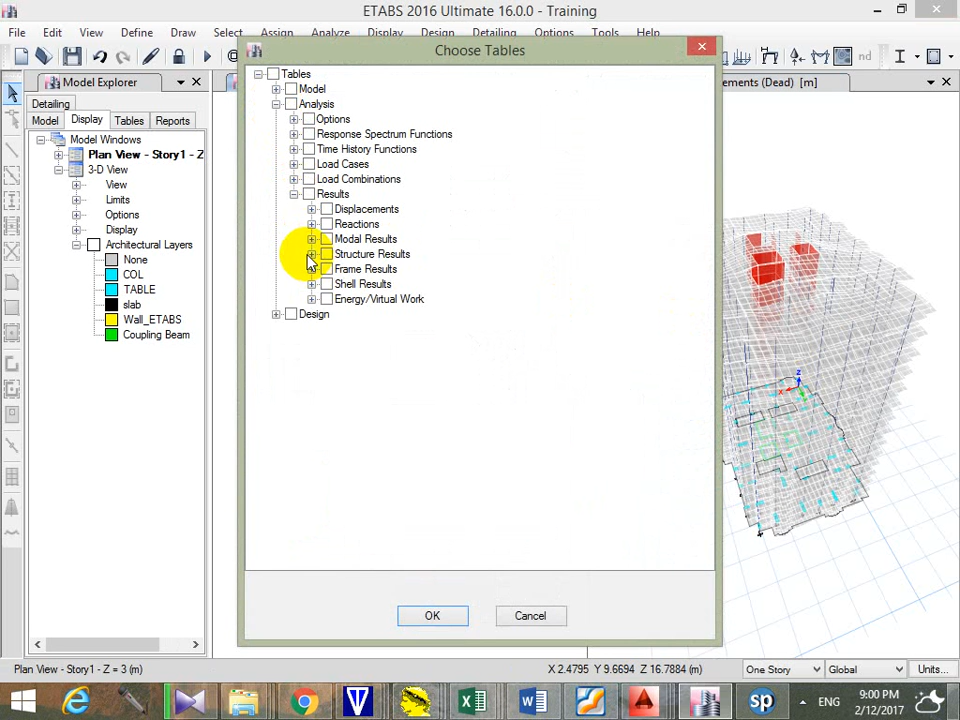 ETABS 2016 Ultimate 16.0.0 - Training
File Edit View Define Draw Select Assign Analyze Display Design Detailing Options Tools Help
Choose Tables
nd
Model Explorer
ements (Dead) [m]
Detailing
Model Display Tables Reports
Model Windows
Plan View - Story1 - Z
3-D View
View
Limits
Options
Display
Architectural Layers
None
COL
TABLE
slab
Wall_ETABS
Coupling Beam
Tables
Model
Analysis
Options
Response Spectrum Functions
Time History Functions
Load Cases
Load Combinations
Results
Displacements
Reactions
Modal Results
Structure Results
Frame Results
Shell Results
Energy/Virtual Work
Design
Z
X
OK Cancel
Plan View - Story1 - Z = 3 (m) X 2.4795 Y 9.6694 Z 16.7884 (m) One Story Global Units...
ENG 9:00 PM
2/12/2017